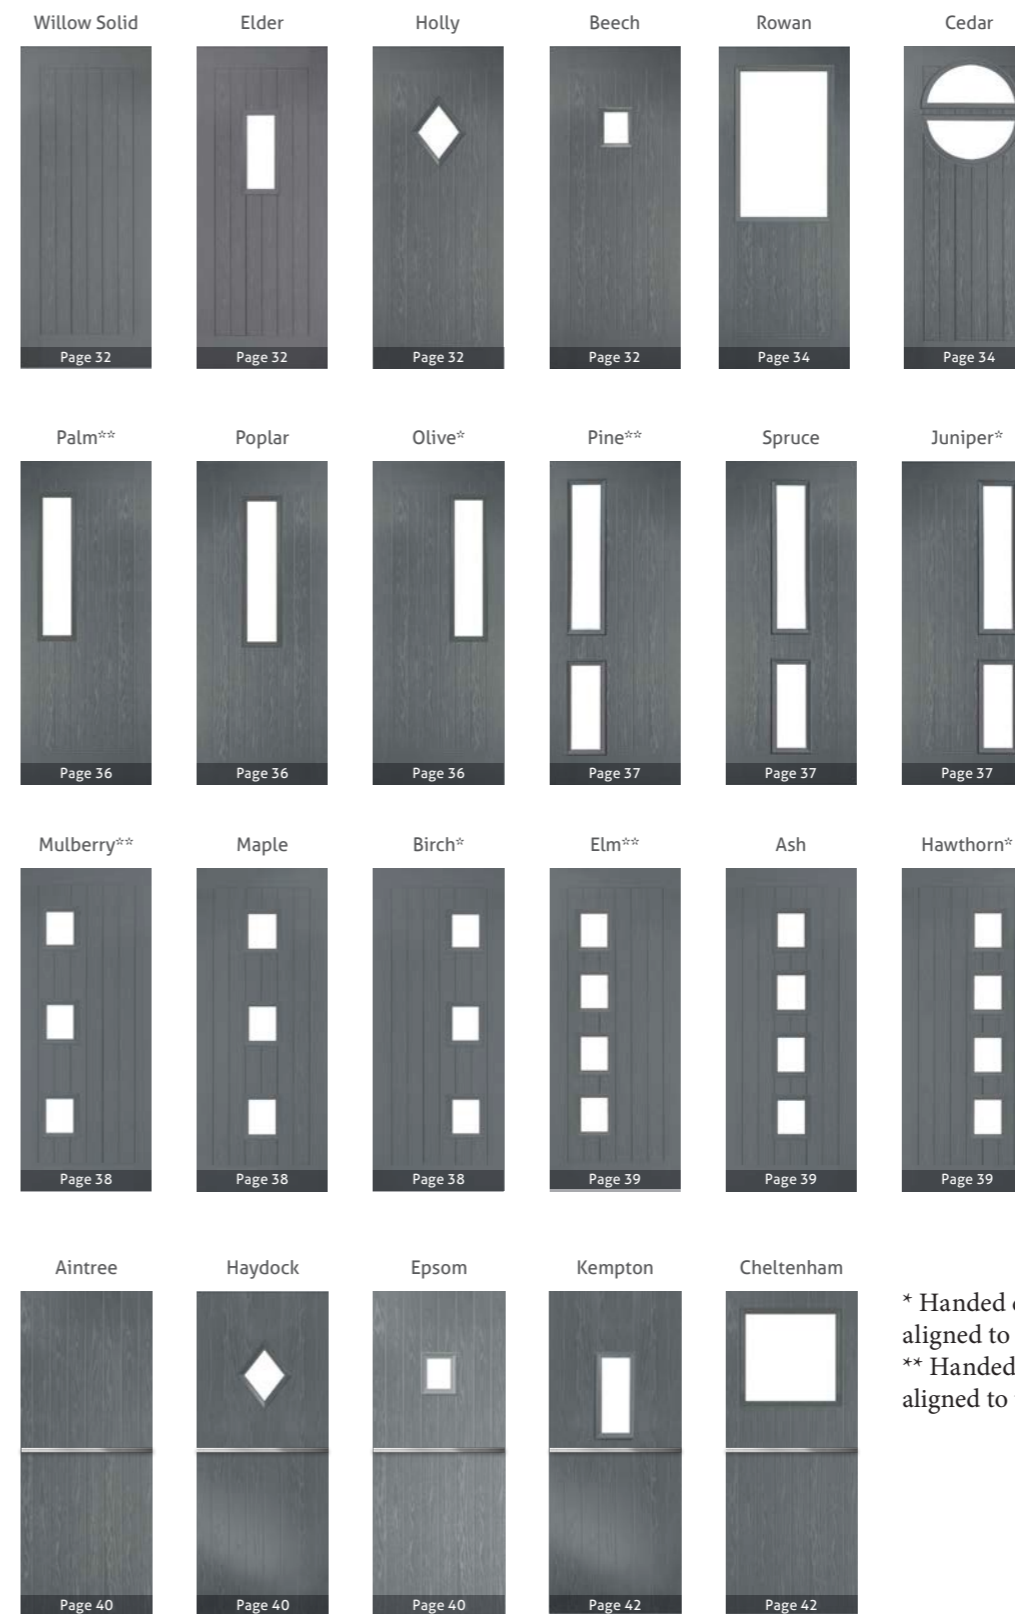 Willow Solid Elder Holly Beech Rowan Cedar
Page 32 Page 32 Page 32 Page 32 Page 34 Page 34
Palm** Poplar Olive* Pine** Spruce Juniper*
Page 36 Page 36 Page 36 Page 37 Page 37 Page 37
Mulberry** Maple Birch* Elm** Ash Hawthorn*
Page 38 Page 38 Page 38 Page 39 Page 39 Page 39
Aintree Haydock Epsom Kempton Cheltenham
* Handed
aligned to
** Handed
aligned to
Page 40 Page 40 Page 40 Page 42 Page 42